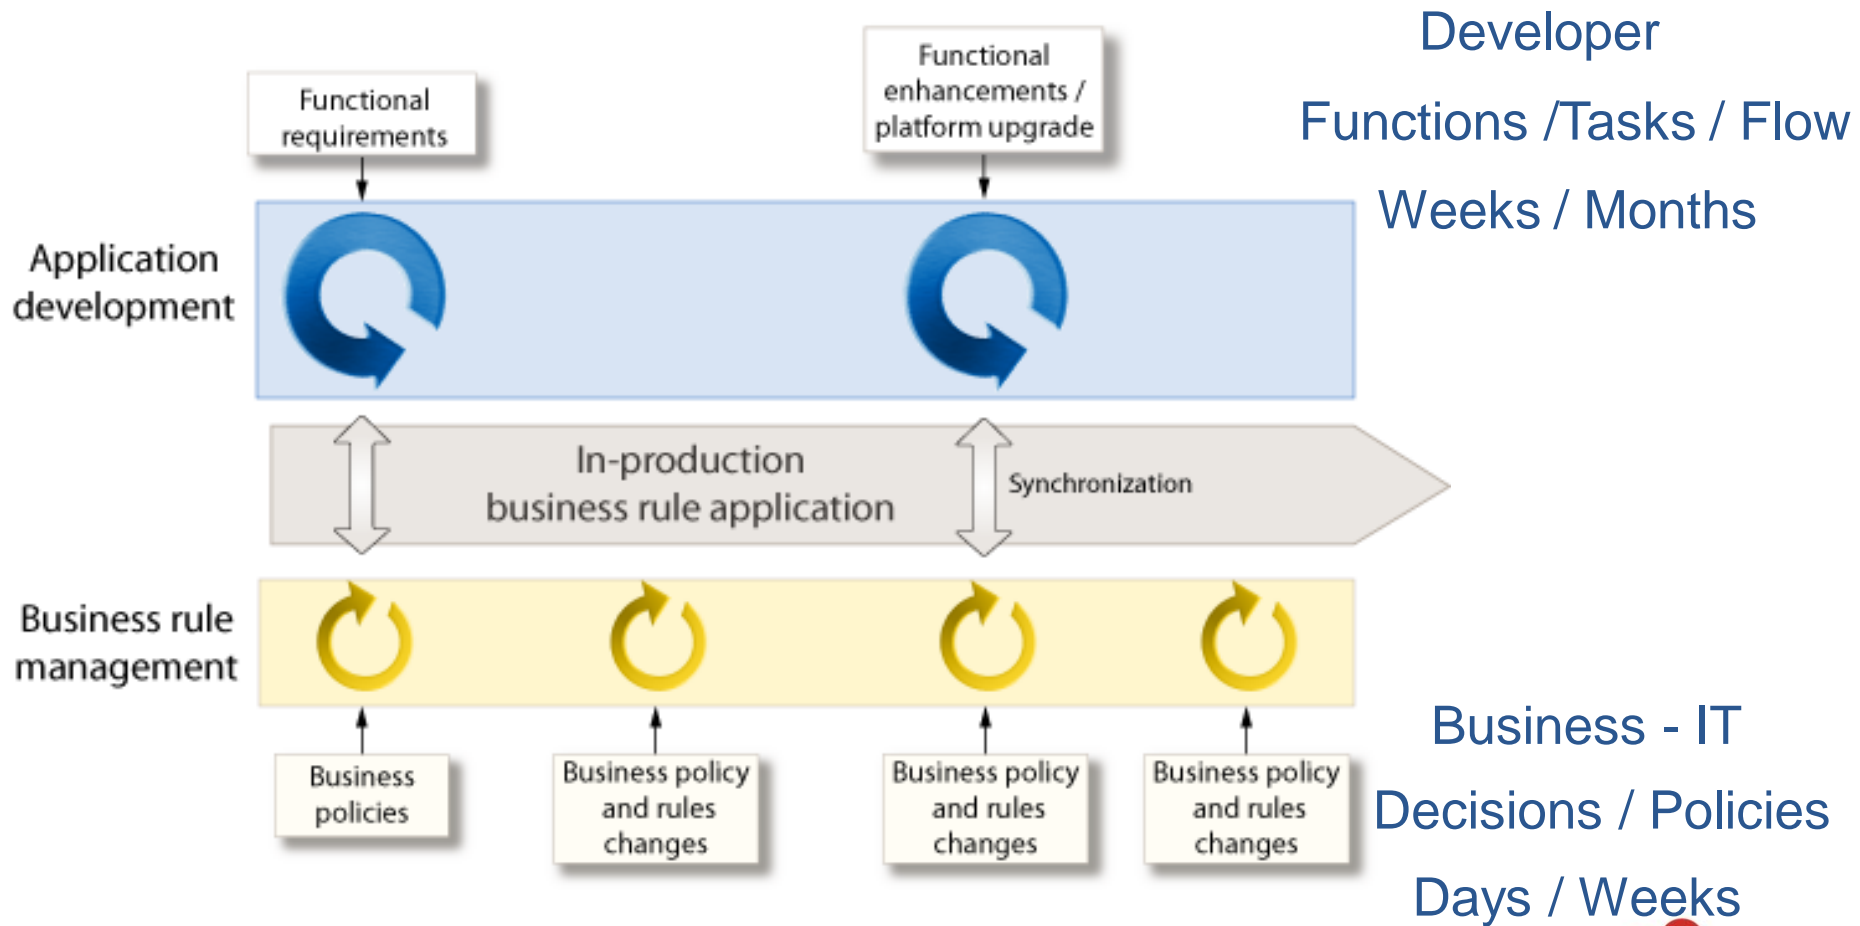 Developer
Functions /Tasks / Flow
Weeks / Months
Functional
requirements
Functional
enhancements /
platform upgrade
Application
development
In-production
business rule application
Synchronization
Business rule
management
Business
policies
Business policy
and rules
changes
Business policy
and rules
changes
Business policy
and rules
changes
Business - IT
Decisions / Policies
Days / Weeks